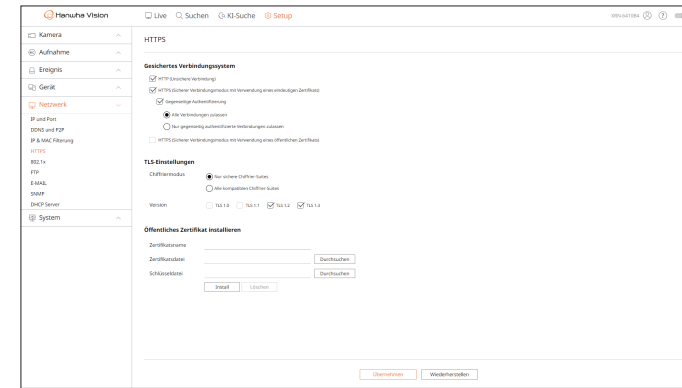 Hanwha Vision
Live Suchen KI-Suche Setup
XRN-6410B4
Kamera
Aufnahme
Ereignis
Gerät
Netzwerk
IP und Port
DDNS and P2P
IP & MAC Filterung
HTTPS
802.1x
FTP
E-MAIL
SNMP
DHCP Server
System
HTTPS
Gesichertes Verbindungssystem
HTTP (Unsichere Verbindung)
HTTPS (Sicherer Verbindungsmodus mit Verwendung eines eindeutigen Zertifikats)
Gegenseitige Authentifizierung
Alle Verbindungen zulassen
Nur gegenseitig authentifizierte Verbindungen zulassen
HTTPS (Sicherer Verbindungsmodus mit Verwendung eines öffentlichen Zertifikats)
TLS-Einstellungen
Chiffriermodus
Nur sichere Chiffrier-Suites
Alle kompatiblen Chiffrier-Suites
Version TLS 1.0 TLS 1.1 TLS 1.2 TLS 1.3
Öffentliches Zertifikat installieren
Zertifikatsname
Zertifikatsdatei Durchsuchen
Schlüsseldatei Durchsuchen
Install Löschen
Übernehmen Wiederherstellen